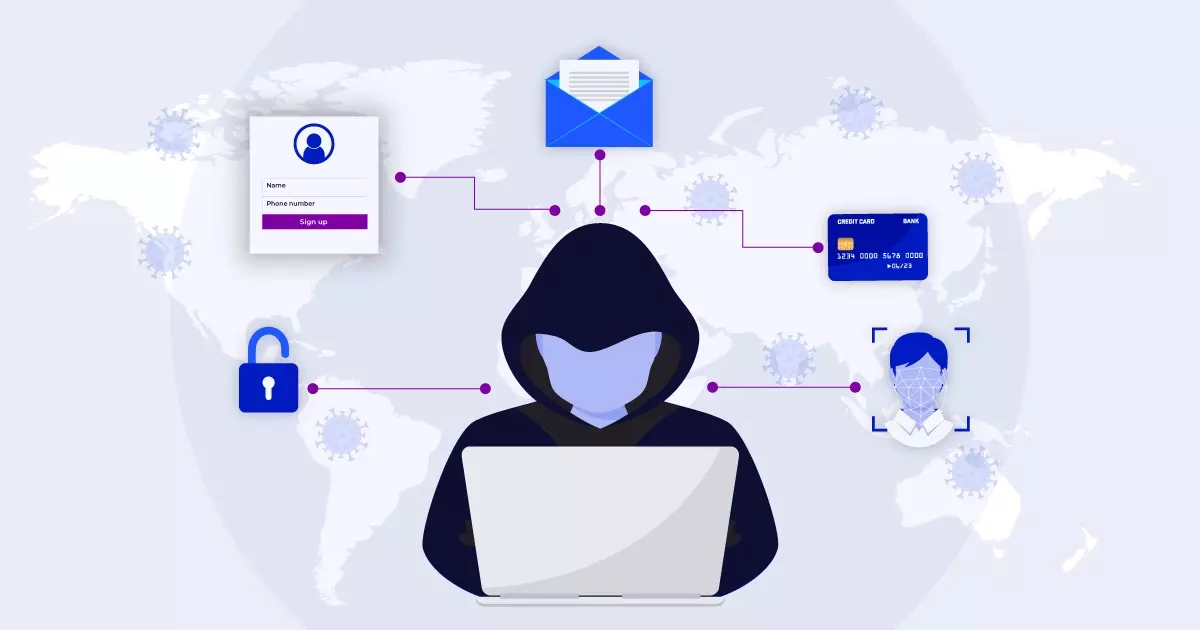 Name
Phone number
Sign up
CREDIT CARD BANK
1234 0000 5678 0000
▶06/23